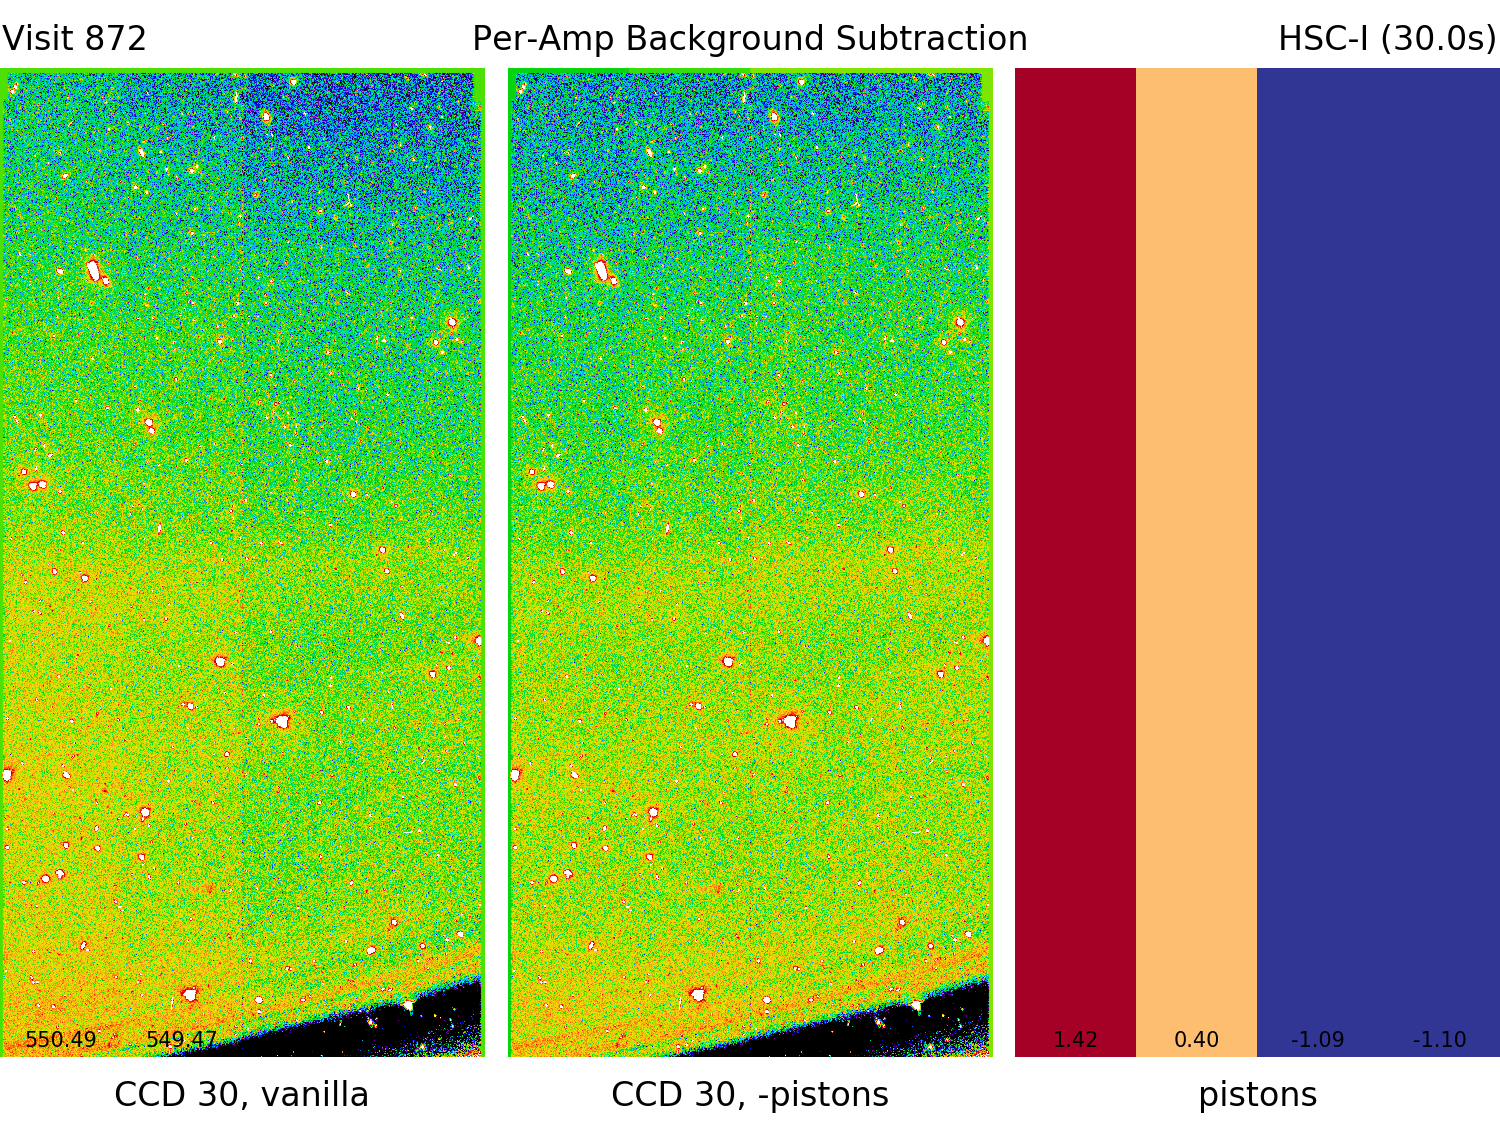 Visit 872 Per-Amp Background Subtraction HSC-I (30.0s)
550.49 549.47 1.42 0.40 -1.09 -1.10
CCD 30, vanilla CCD 30, -pistons pistons